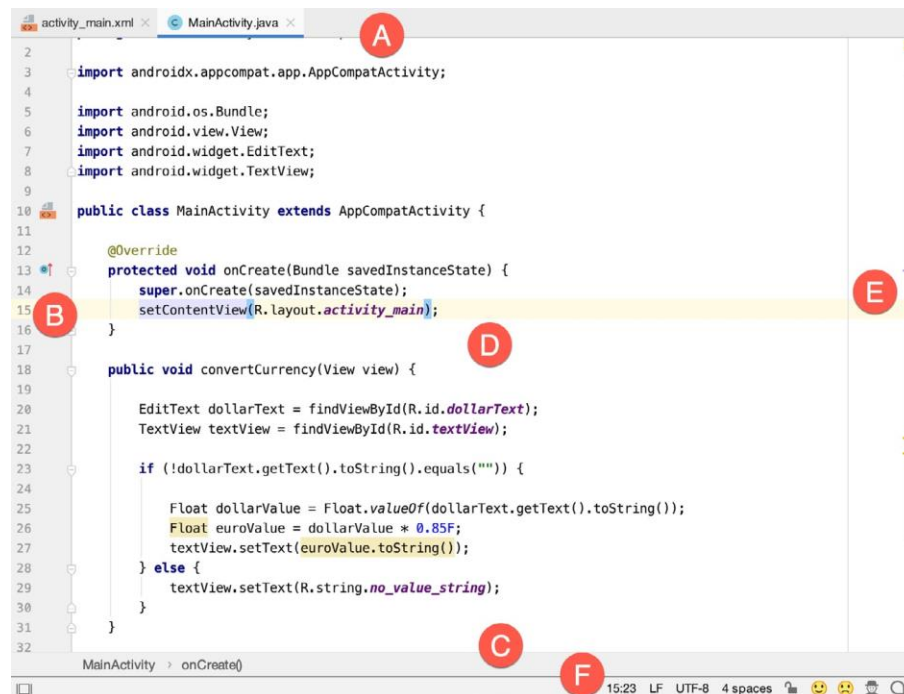 activity_main.xml MainActivity.java
A
2
3 import androidx.appcompat.app.AppCompatActivity;
4
5 import android.os.Bundle;
6 import android.view.View;
7 import android.widget.EditText;
8 import android.widget.TextView;
9
10 public class MainActivity extends AppCompatActivity {
11
12 @Override
13 protected void onCreate(Bundle savedInstanceState) {
14 super.onCreate(savedInstanceState);
E
15 setContentView(R.layout.activity_main);
B
16 }
D
17
18 public void convertCurrency(View view) {
19
20 EditText dollarText = findViewById(R.id.dollarText);
21 TextView textView = findViewById(R.id.textView);
22
23 if (!dollarText.getText().toString().equals("")) {
24
25 Float dollarValue = Float.valueOf(dollarText.getText().toString());
26 Float euroValue = dollarValue * 0.85F;
27 textView.setText(euroValue.toString());
28 } else {
29 textView.setText(R.string.no_value_string);
30 }
31 }
32
C
MainActivity › onCreate()
F
15:23 LF UTF-8 4 spaces